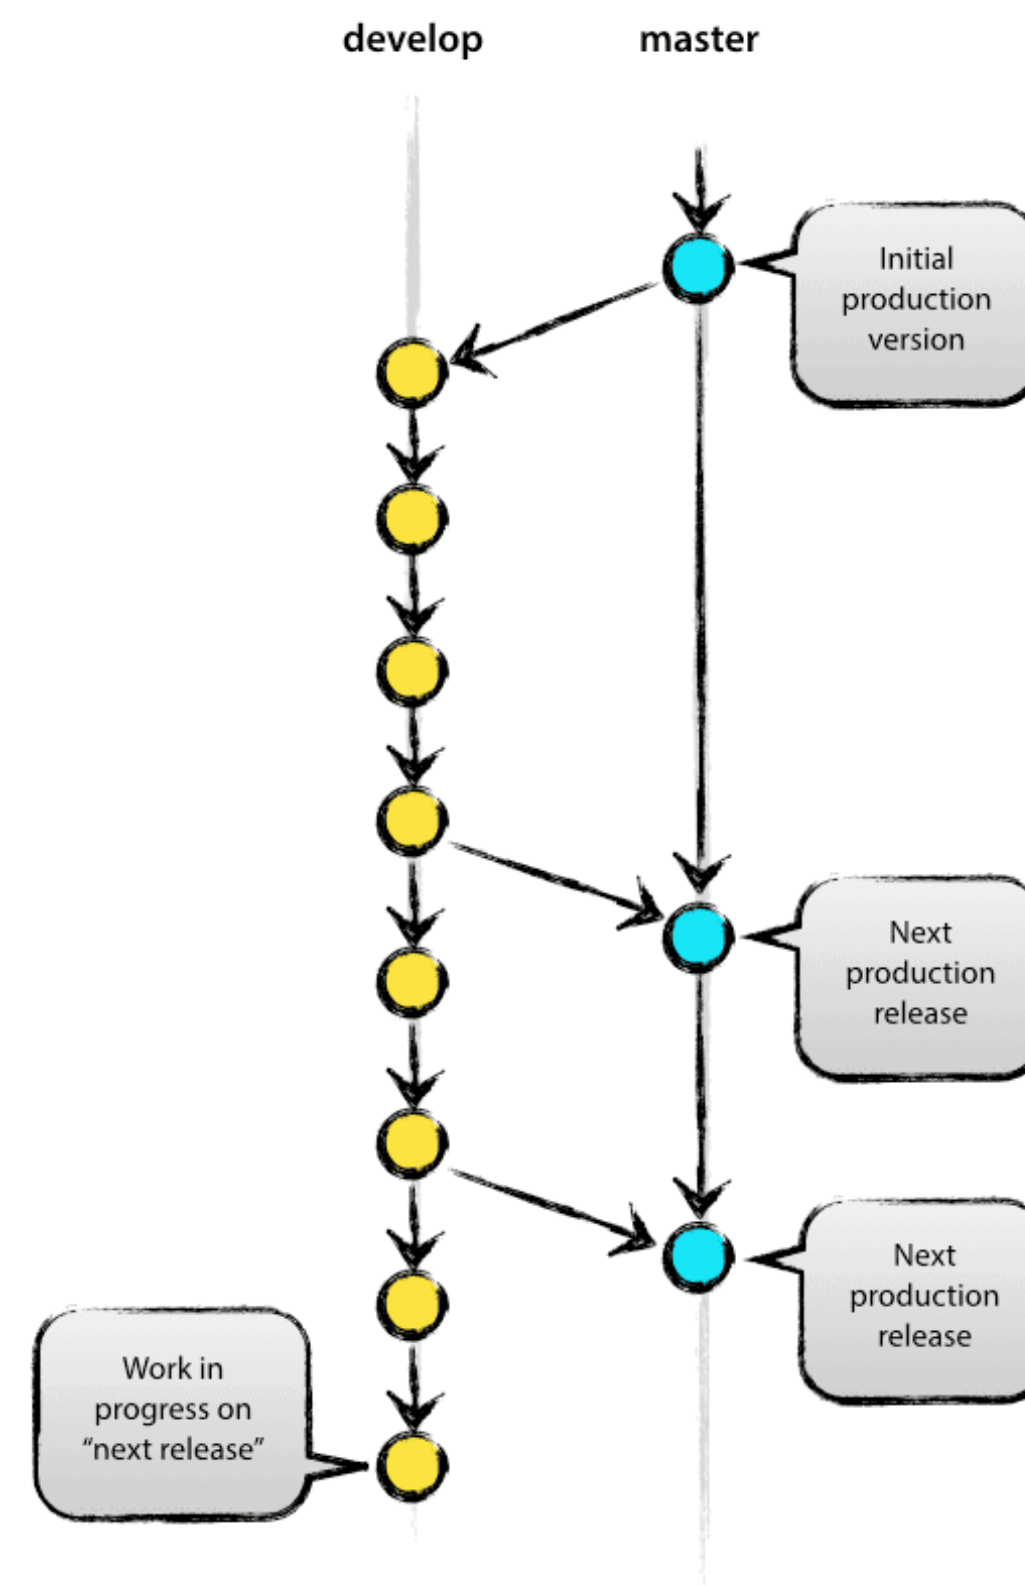 develop
master
Initial
production
version
Next
production
release
Next
production
release
Work in
progress on
“next release”